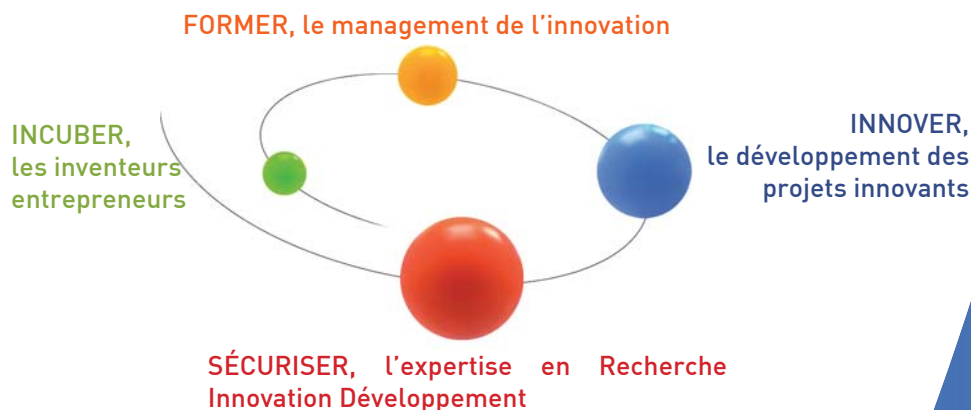 FORMER, le management de l'innovation
INCUBER,
les inventeurs
entrepreneurs
INNOVER,
le développement des
projets innovants
SÉCURISER, l'expertise en Recherche
Innovation Développement